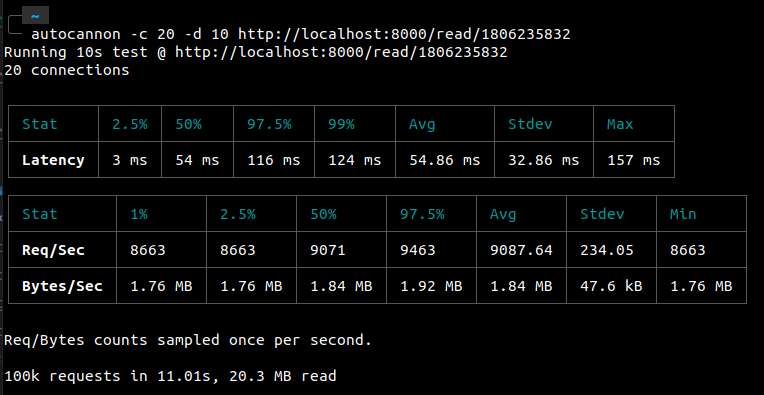 ~
autocannon -c 20 -d 10 http://localhost:8000/read/1806235832
Running 10s test @ http://localhost:8000/read/1806235832
20 connections
Stat 2.5% 50% 97.5% 99% Avg Stdev Max
Latency 3 ms 54 ms 116 ms 124 ms 54.86 ms 32.86 ms 157 ms
Stat 1% 2.5% 50% 97.5% Avg Stdev Min
Req/Sec 8663 8663 9071 9463 9087.64 234.05 8663
Bytes/Sec 1.76 MB 1.76 MB 1.84 MB 1.92 MB 1.84 MB 47.6 kB 1.76 MB
Req/Bytes counts sampled once per second.
100k requests in 11.01s, 20.3 MB read